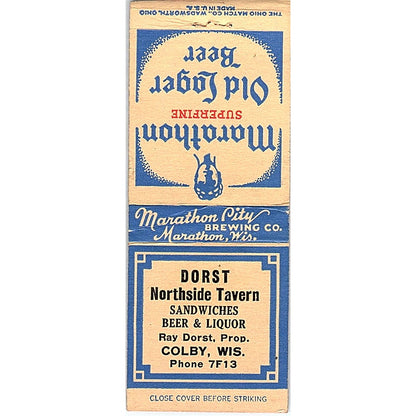 THE OHIO MATCH CO., WADSWORTH, OHIO
MADE IN U.S.A.
Marathon
SUPERFINE
Old Lager
Beer
Marathon City
BREWING CO.
Marathon, Wis.
DORST
Northside Tavern
SANDWICHES
BEER & LIQUOR
Ray Dorst, Prop.
COLBY, WIS.
Phone 7F13
CLOSE COVER BEFORE STRIKING